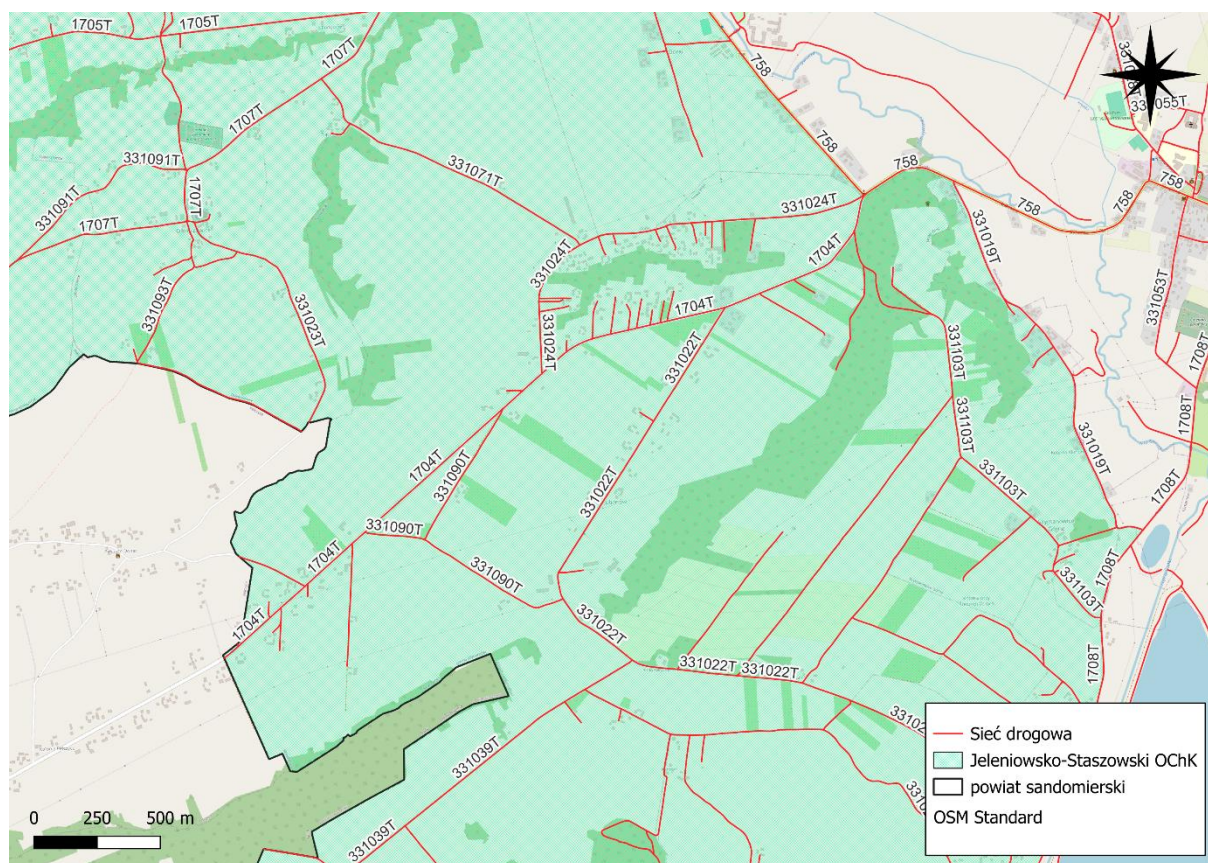 1705T
1705T
1707T
758
331055T
1707T
758
331091T
331071T
758
758
331091T
758
758
1707T
1707T
331024T
331019T
1704T
331024T
331053T
331093T
331023T
1704T
331024T
331022T
1708T
331103T
331103T
1708T
1704T
331090T
331022T
331019T
331103T
1708T
331090T
1704T
331090T
1708T
331103T
1704T
331022T
331022T
331022T
1708T
331039T
331039T
Sieć drogowa
Jeleniowsko-Staszowski OChK
powiat sandomierski
OSM Standard
0 250 500 m